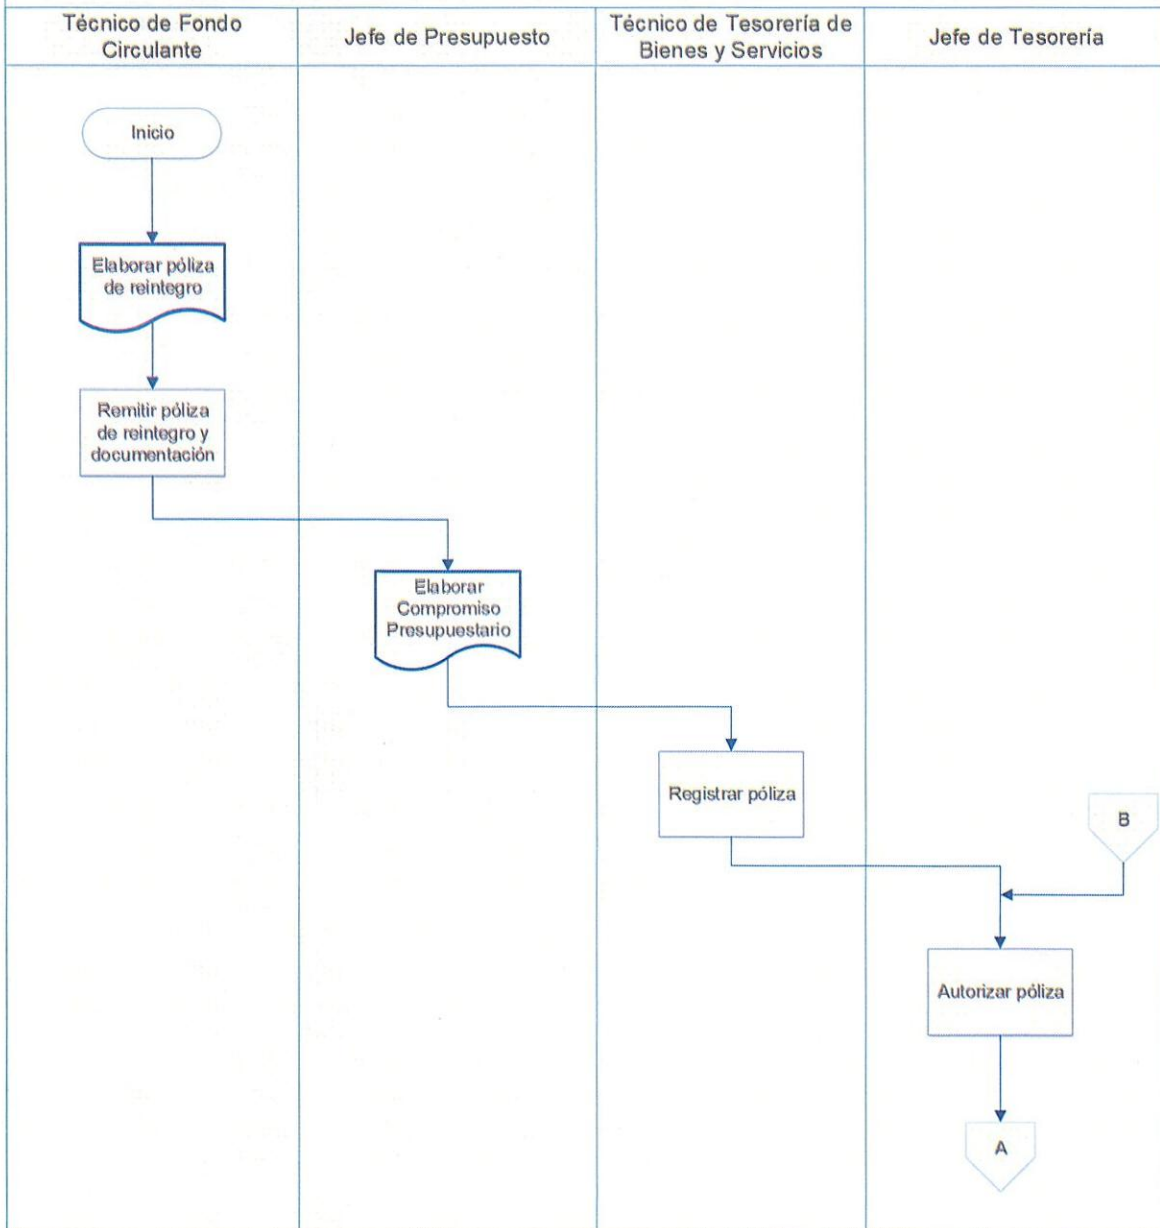 Técnico de Fondo
Circulante
Jefe de Presupuesto
Técnico de Tesorería de
Bienes y Servicios
Jefe de Tesorería
Inicio
Elaborar póliza
de reintegro
Remitir póliza
de reintegro y
documentación
Elaborar
Compromiso
Presupuestario
Registrar póliza
B
Autorizar póliza
A